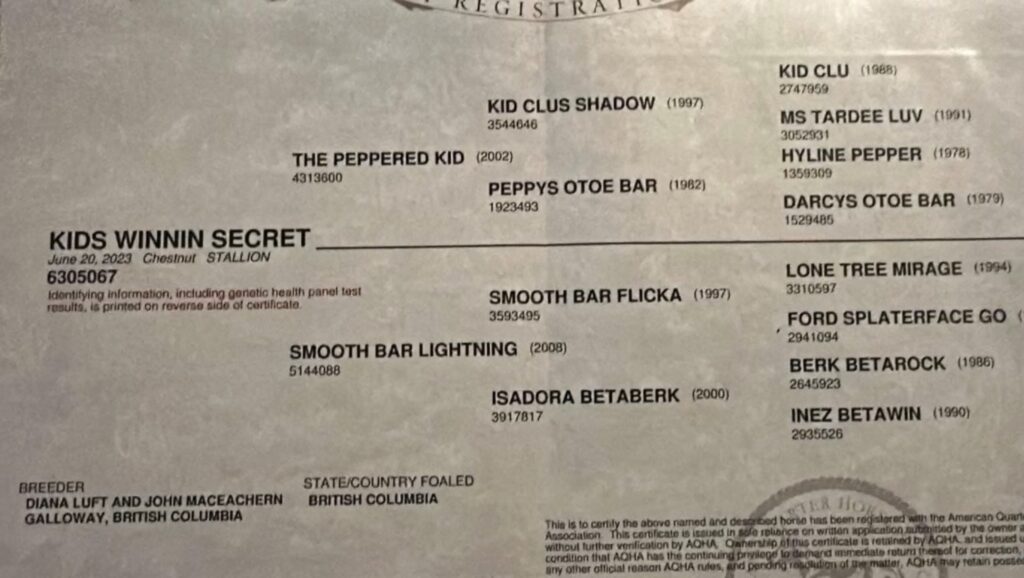 REGISTRATI
KID CLU (1988)
2747959
KID CLUS SHADOW (1997)
3544646
MS TARDEE LUV (1991)
3052931
THE PEPPERED KID (2002)
4313600
HYLINE PEPPER (1978)
1359309
PEPPYS OTOE BAR (1982)
1923493
DARCYS OTOE BAR (1979)
1529485
KIDS WINNIN SECRET
June 20, 2023 Chestnut STALLION
6305067
Identifying information, including genetic health panel test
results, is printed on reverse side of certificate.
LONE TREE MIRAGE (1994)
3310597
SMOOTH BAR FLICKA (1997)
3593495
FORD SPLATERFACE GO (
2941094
SMOOTH BAR LIGHTNING (2008)
5144088
BERK BETAROCK (1986)
2645923
ISADORA BETABERK (2000)
3917817
INEZ BETAWIN (1990)
2935526
BREEDER
DIANA LUFT AND JOHN MACEACHERN
GALLOWAY, BRITISH COLUMBIA
STATE/COUNTRY FOALED
BRITISH COLUMBIA
RTER HOR
This is to certify the above named and described horse has been registered with the American Quart
Association. This certificate is issued in sole reliance on written application submitted by the owner a
without further verification by AQHA. Ownership of this certificate is retained by AQHA, and issued u
condition that AQHA has the continuing privilege to demand immediate return thereof for correction,
any other official reason AQHA rules, and pending resolution of the matter, AQHA may retain posse